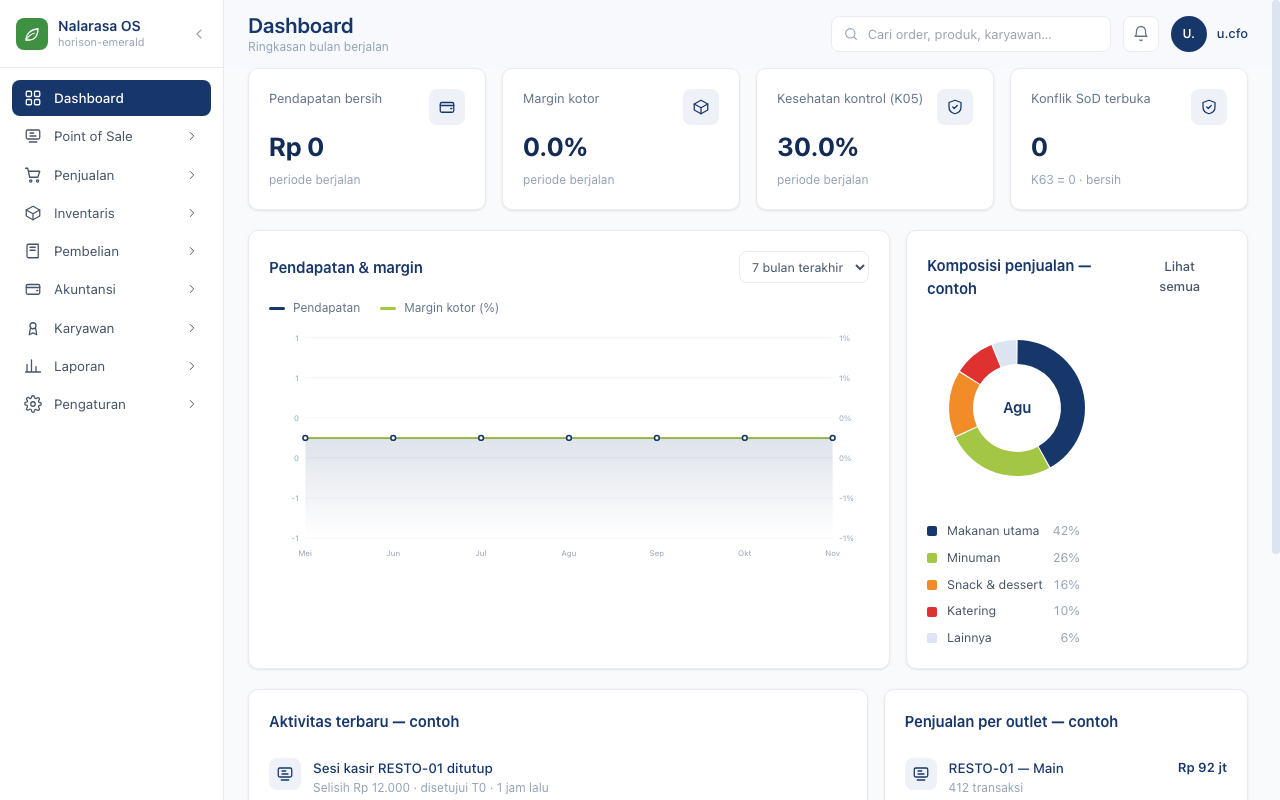 Nalarasa OS
horison-emerald
Dashboard
Point of Sale
Penjualan
Inventaris
Pembelian
Akuntansi
Karyawan
Laporan
Pengaturan
Dashboard
Ringkasan bulan berjalan
Cari order, produk, karyawan...
U.
u.cfo
Pendapatan bersih
Rp 0
periode berjalan
Margin kotor
0.0%
periode berjalan
Kesehatan kontrol (K05)
30.0%
periode berjalan
Konflik SoD terbuka
0
K63 = 0 · bersih
Pendapatan & margin
7 bulan terakhir
Pendapatan
Margin kotor (%)
1 1%
1 1%
0 0%
0 0%
-1 -1%
-1 -1%
Mei Jun Jul Agu Sep Okt Nov
Komposisi penjualan —
contoh
Lihat
semua
Agu
Makanan utama 42%
Minuman 26%
Snack & dessert 16%
Katering 10%
Lainnya 6%
Aktivitas terbaru — contoh
Sesi kasir RESTO-01 ditutup
Selisih Rp 12.000 · disetujui T0 · 1 jam lalu
Penjualan per outlet — contoh
RESTO-01 — Main Rp 92 jt
412 transaksi